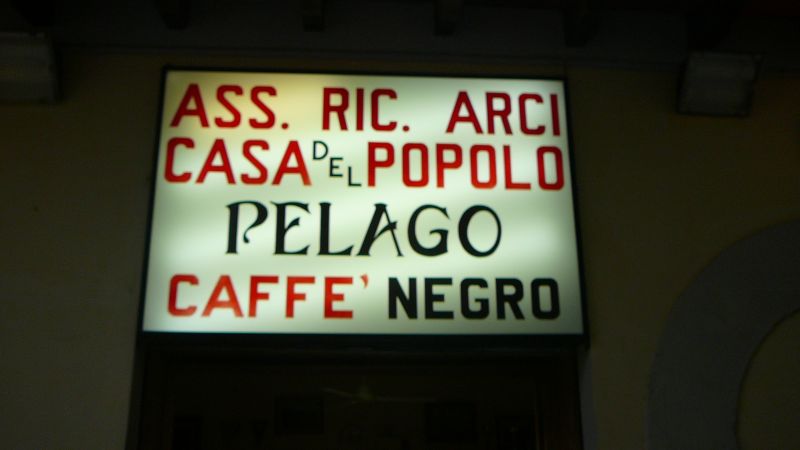 ASS. RIC. ARCI
CASA DEL POPOLO
PELAGO
CAFFE' NEGRO